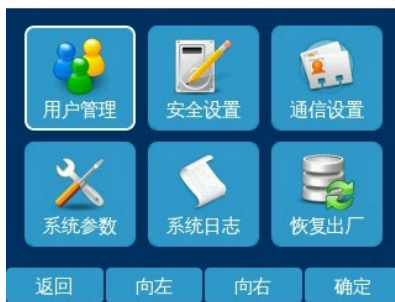 用户管理 安全设置 通信设置
系统参数 系统日志 恢复出厂
返回 向左 向右 确定